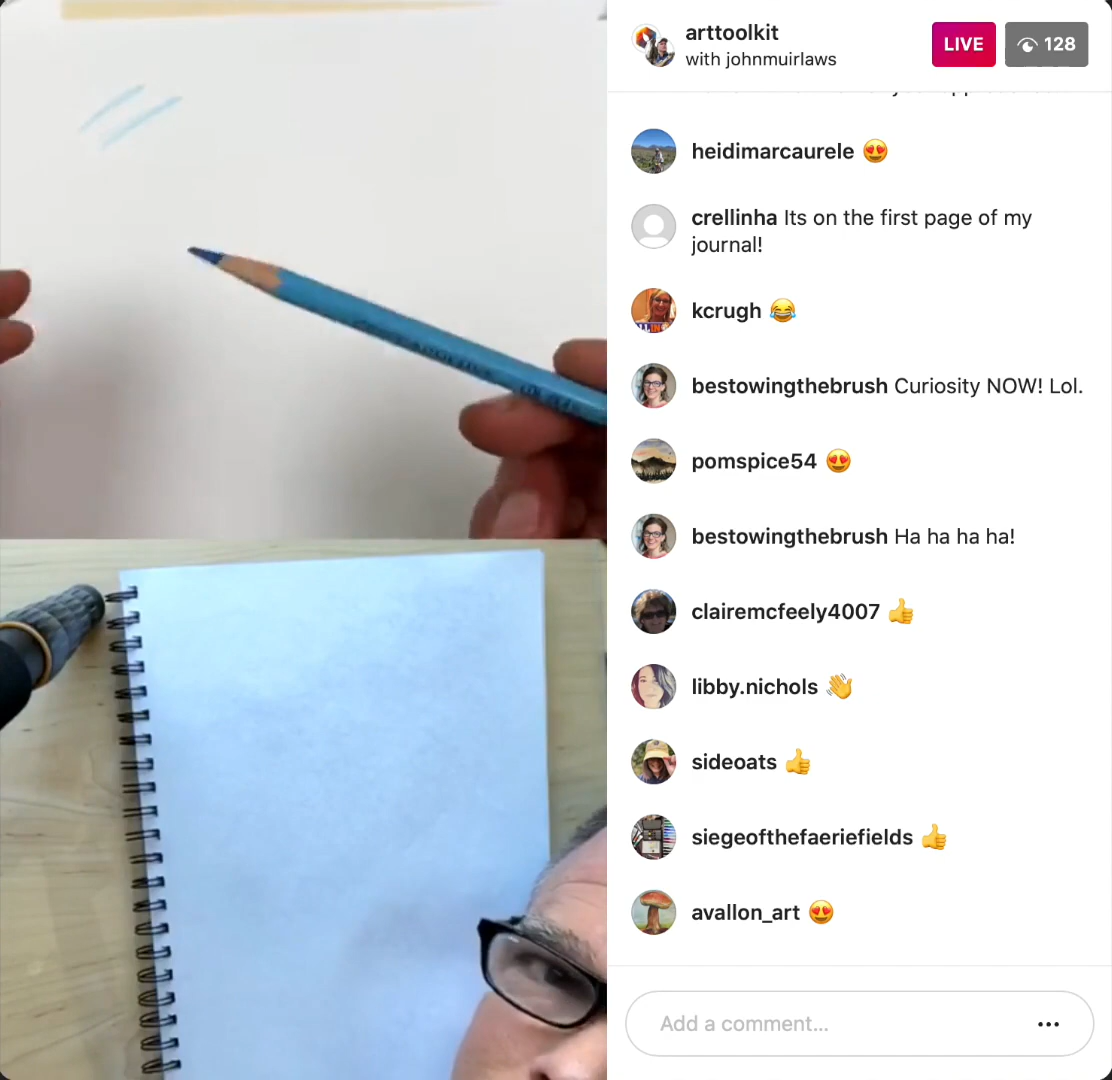 arttoolkit
with johnmuirlaws
LIVE
128
heidimarcaurele 😍
crellinha Its on the first page of my
journal!
kcrugh 😂
bestowingthebrush Curiosity NOW! Lol.
pomspice54 😍
bestowingthebrush Ha ha ha ha!
clairemcfeely4007 👍
libby.nichols 👋
sideoats 👍
siegeofthefaeriefields 👍
avallon_art 😍
Add a comment...